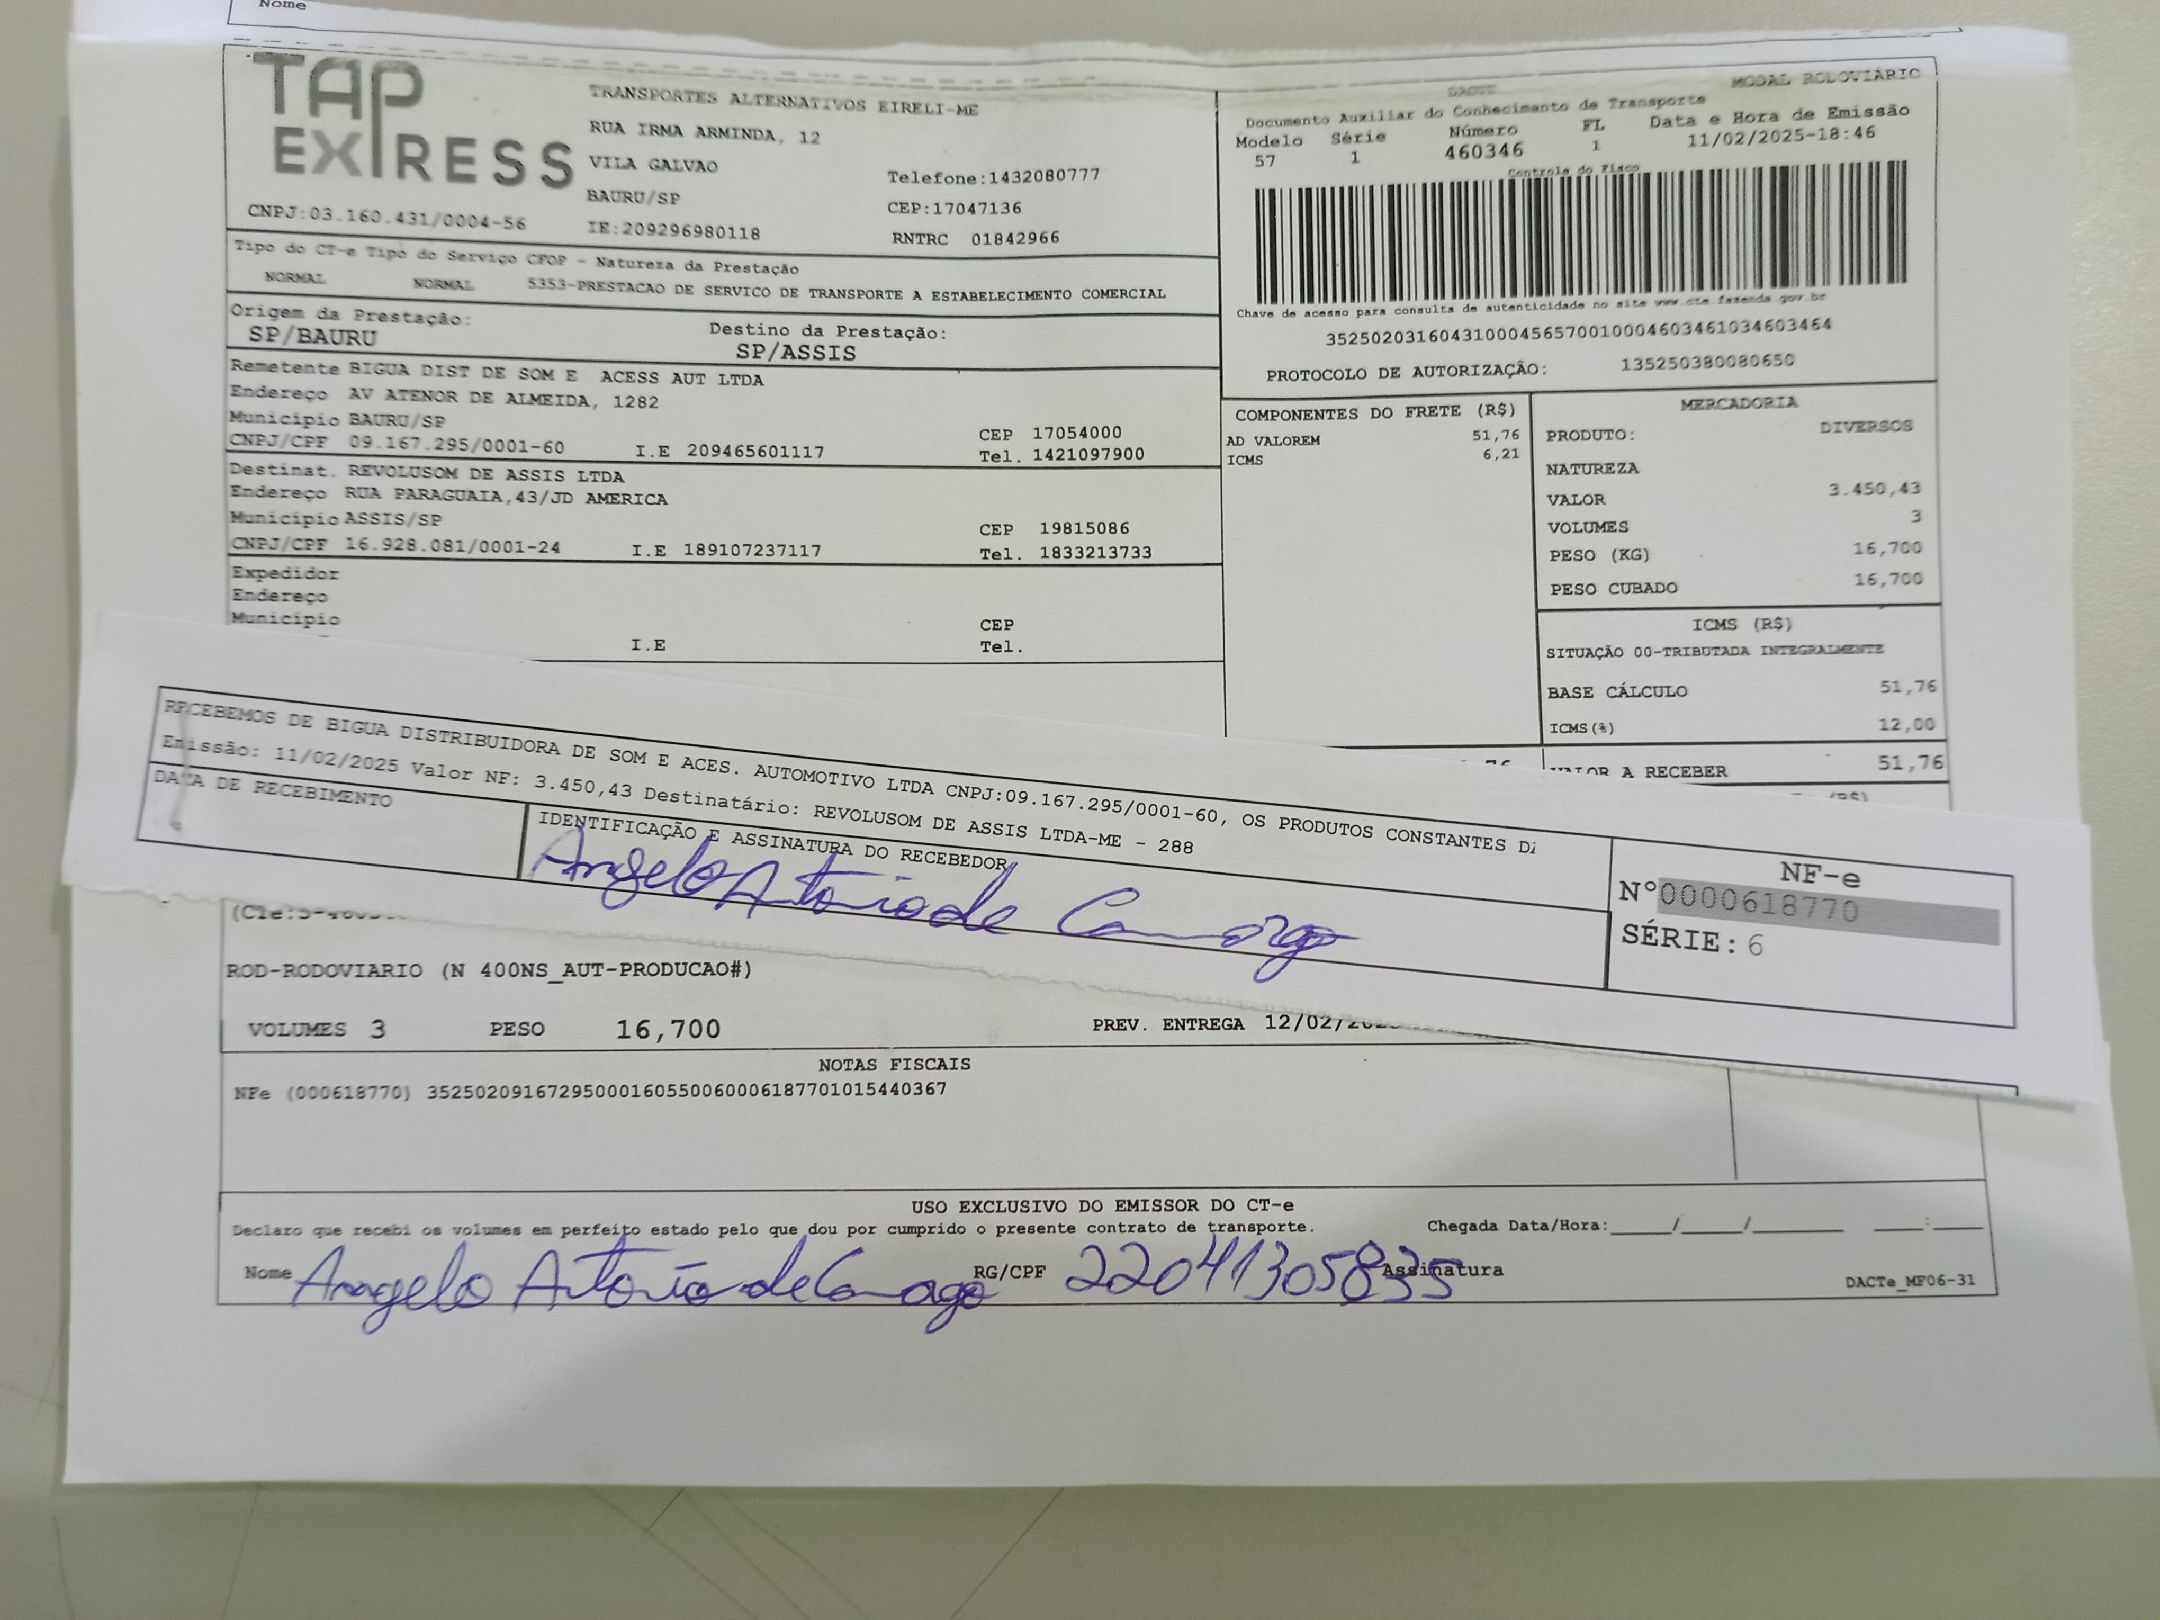 Nome
TAP EXPRESS
TRANSPORTES ALTERNATIVOS EIRELI-ME
RUA IRMA ARMINDA, 12
VILA GALVAO
BAURU/SP
Telefone:1432080777
CEP:17047136
CNPJ:03.160.431/0004-56
IE:209296980118
RNTRC 01842966
DACTE
MODAL RODOVIÁRIO
Documento Auxiliar do Conhecimento de Transporte
Modelo Série Número FL Data e Hora de Emissão
57 1 460346 1 11/02/2025-18:46
Controle do Fisco
Chave de acesso para consulta de autenticidade no site www.cte.fazenda.gov.br
35250203160431000456570010004603461034603464
PROTOCOLO DE AUTORIZAÇÃO: 135250380080650
Tipo do CT-e Tipo do Serviço CFOP - Natureza da Prestação
NORMAL NORMAL 5353-PRESTACAO DE SERVICO DE TRANSPORTE A ESTABELECIMENTO COMERCIAL
Origem da Prestação: Destino da Prestação:
SP/BAURU SP/ASSIS
Remetente BIGUA DIST DE SOM E ACESS AUT LTDA
Endereço AV ATENOR DE ALMEIDA, 1282
Município BAURU/SP CEP 17054000
CNPJ/CPF 09.167.295/0001-60 I.E 209465601117 Tel. 1421097900
Destinat. REVOLUSOM DE ASSIS LTDA
Endereço RUA PARAGUAIA,43/JD AMERICA
Município ASSIS/SP CEP 19815086
CNPJ/CPF 16.928.081/0001-24 I.E 189107237117 Tel. 1833213733
Expedidor
Endereço
Município CEP
I.E Tel.
COMPONENTES DO FRETE (R$)
AD VALOREM 51,76
ICMS 6,21
MERCADORIA
PRODUTO: DIVERSOS
NATUREZA
VALOR 3.450,43
VOLUMES 3
PESO (KG) 16,700
PESO CUBADO 16,700
ICMS (R$)
SITUAÇÃO 00-TRIBUTADA INTEGRALMENTE
BASE CÁLCULO 51,76
ICMS(%) 12,00
VALOR A RECEBER 51,76
RECEBEMOS DE BIGUA DISTRIBUIDORA DE SOM E ACES. AUTOMOTIVO LTDA CNPJ:09.167.295/0001-60, OS PRODUTOS CONSTANTES DA
Emissão: 11/02/2025 Valor NF: 3.450,43 Destinatário: REVOLUSOM DE ASSIS LTDA-ME - 288
DATA DE RECEBIMENTO
IDENTIFICAÇÃO E ASSINATURA DO RECEBEDOR
Angelo Antonio de Camargo
NF-e
N°0000618770
SÉRIE: 6
ROD-RODOVIARIO (N 400NS_AUT-PRODUCAO#)
VOLUMES 3 PESO 16,700 PREV. ENTREGA 12/02/
NOTAS FISCAIS
NFe (000618770) 35250209167295000160550060006187701015440367
USO EXCLUSIVO DO EMISSOR DO CT-e
Declaro que recebi os volumes em perfeito estado pelo que dou por cumprido o presente contrato de transporte. Chegada Data/Hora:____/____/______ ___:___
Nome Angelo Antonio de Camargo RG/CPF 22041305835 Assinatura
DACTe_MF06-31